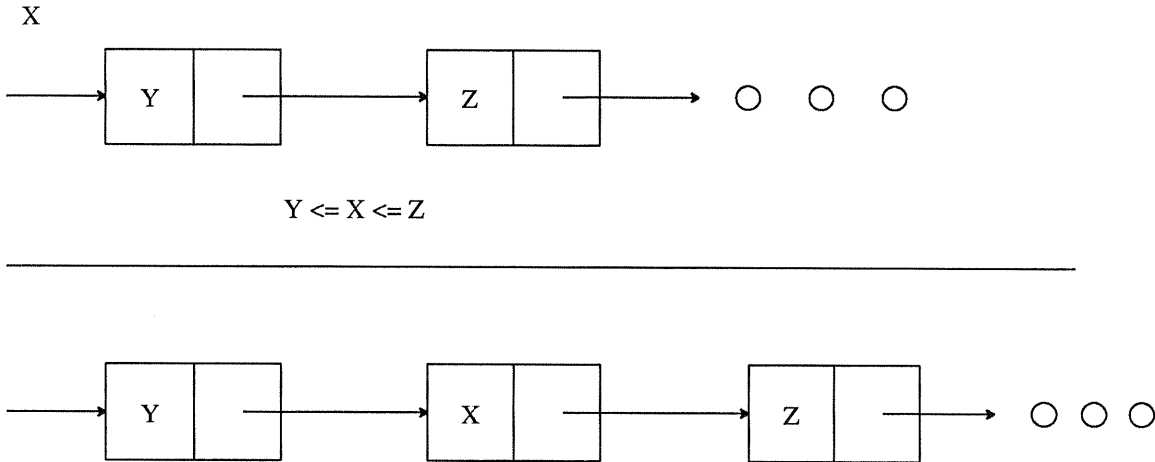 X
Y Z
Y <= X <= Z
Y X Z